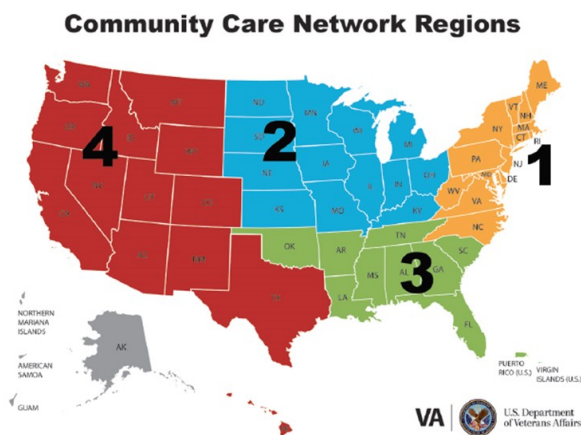 Community Care Network Regions
ME
VT
NH
ND
MN
WI
MI
NY
MA
CT
RI
4
2
1
SD
IA
PA
NJ
DE
OH
IN
WV
VA
KS
MO
KY
NC
OK
AR
TN
SC
3
MS
AL
GA
LA
FL
NORTHERN
MARIANA
ISLANDS
AMERICAN
SAMOA
GUAM
AK
PUERTO
RICO (U.S.)
VIRGIN
ISLANDS (U.S.)
VA
U.S. Department
of Veterans Affairs